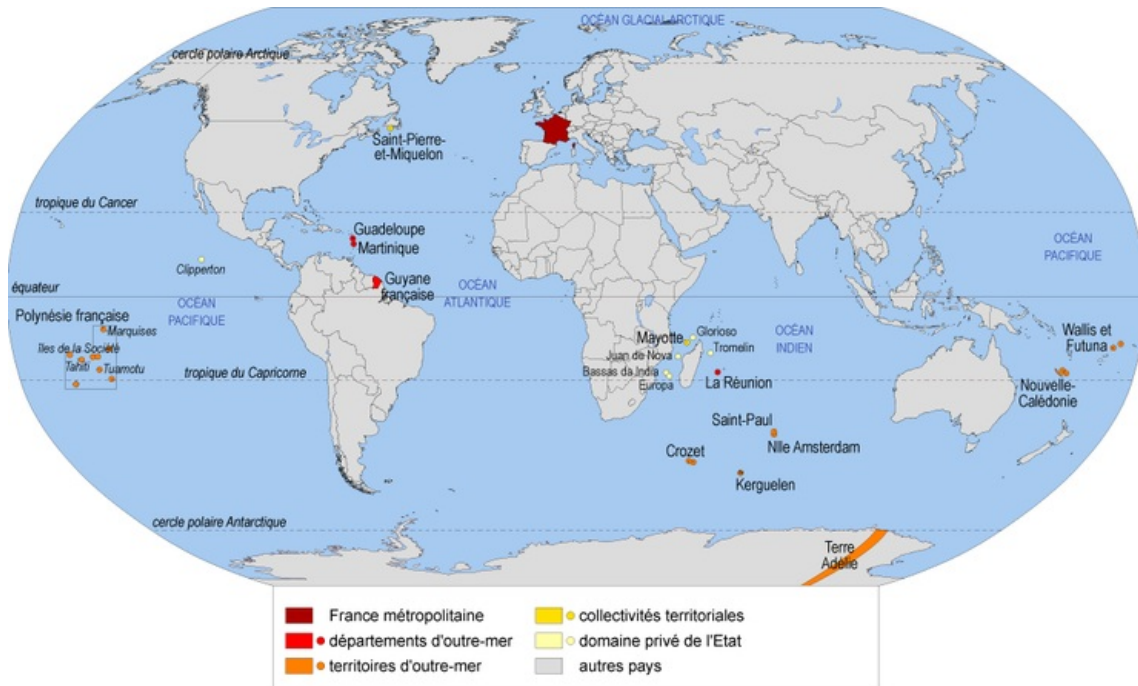 OCÉAN GLACIAL ARCTIQUE
cercle polaire Arctique
Saint-Pierre-
et-Miquelon
tropique du Cancer
Guadeloupe
Martinique
Clipperton
Guyane
française
équateur
OCÉAN
PACIFIQUE
OCÉAN
ATLANTIQUE
OCÉAN
PACIFIQUE
Polynésie française
Marquises
îles de la Société
Tahiti
Tuamotu
tropique du Capricorne
Mayotte
Glorioso
Juan de Nova
Tromelin
Bassas da India
Europa
La Réunion
OCÉAN
INDIEN
Wallis et
Futuna
Nouvelle-
Calédonie
Saint-Paul
Nlle Amsterdam
Crozet
Kerguelen
cercle polaire Antarctique
Terre
Adélie
France métropolitaine
départements d'outre-mer
territoires d'outre-mer
collectivités territoriales
domaine privé de l'Etat
autres pays